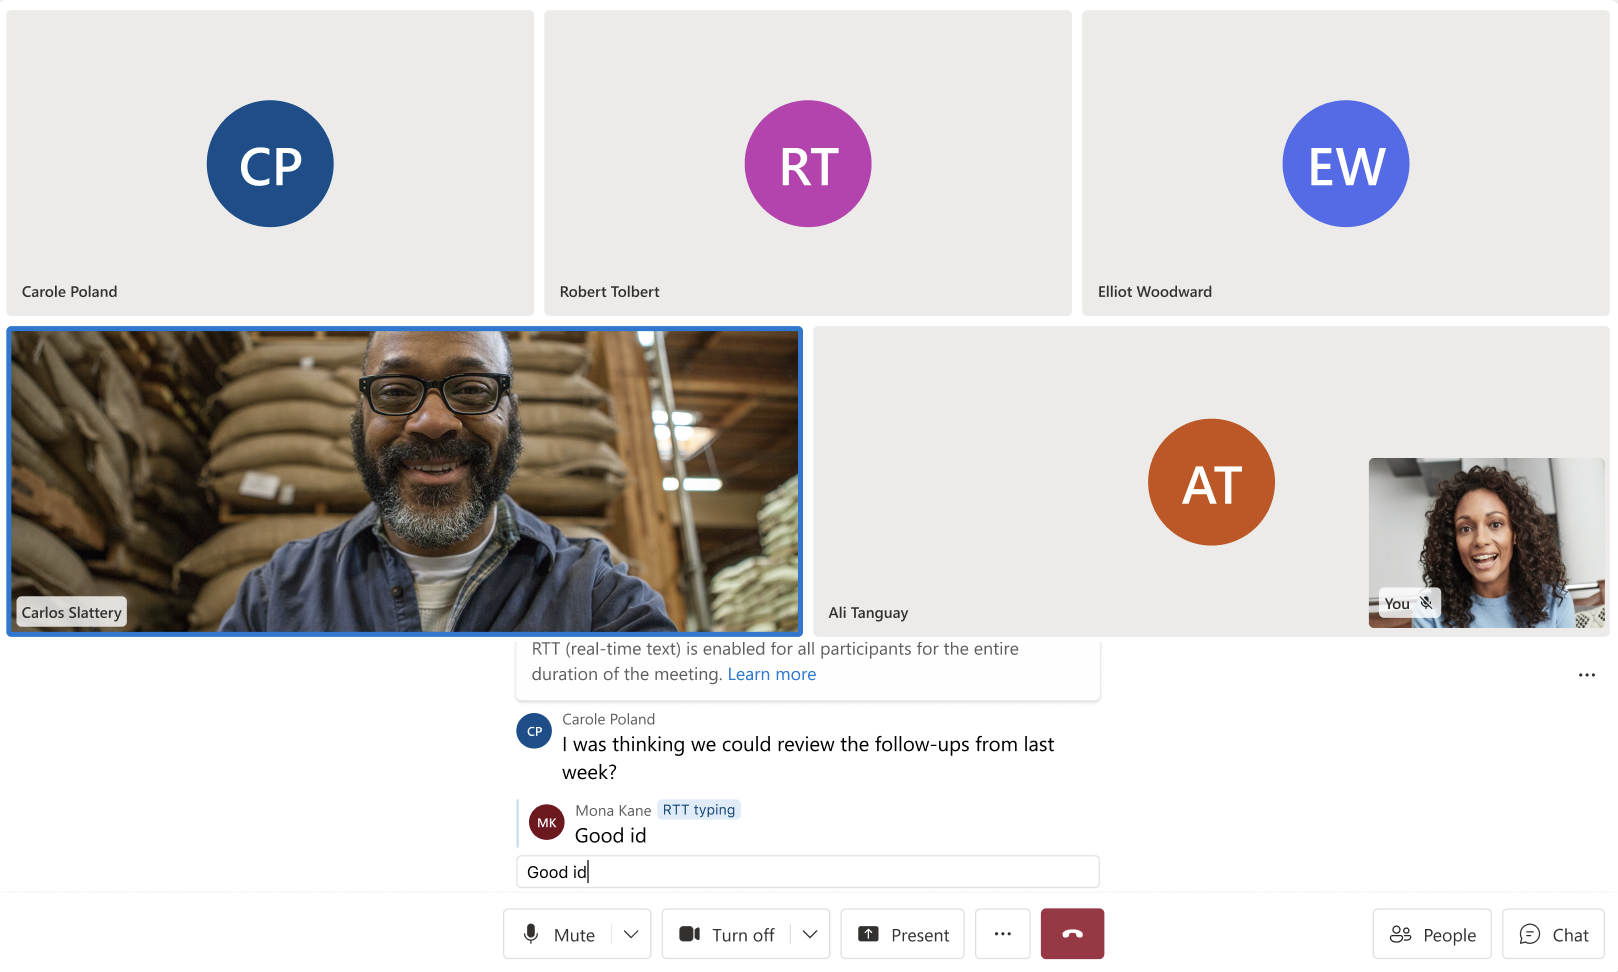 CP
Carole Poland
RT
Robert Tolbert
EW
Elliot Woodward
Carlos Slattery
AT
Ali Tanguay
You
RTT (real-time text) is enabled for all participants for the entire
duration of the meeting. Learn more
CP
Carole Poland
I was thinking we could review the follow-ups from last
week?
MK
Mona Kane RTT typing
Good id
Good id
Mute
Turn off
Present
People
Chat